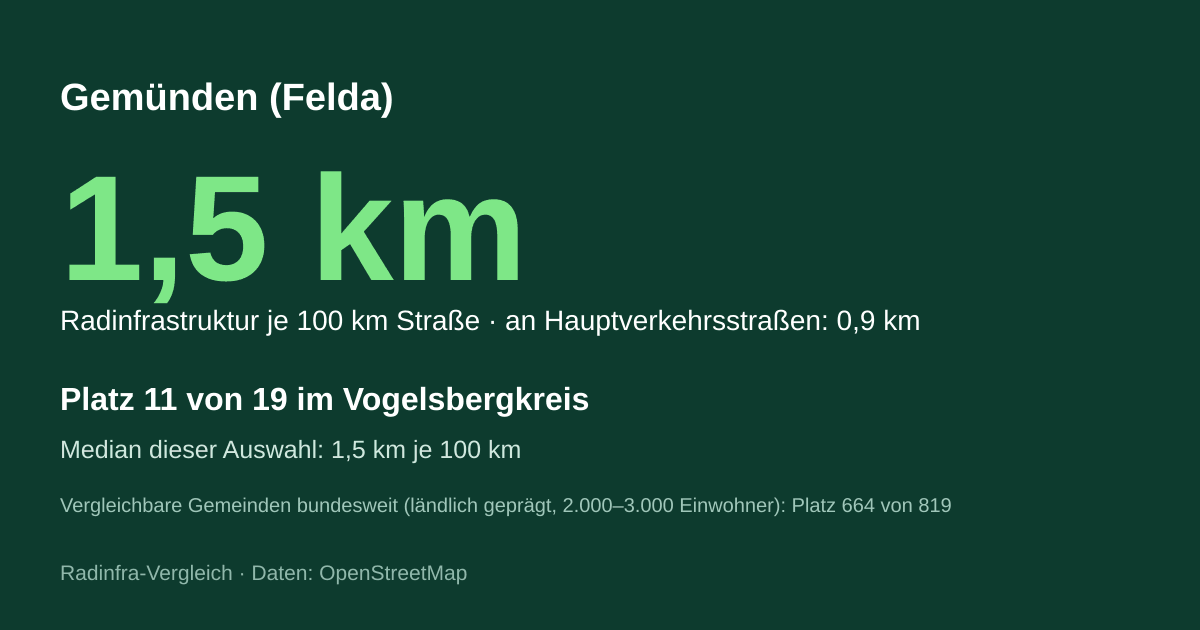 Gemünden (Felda)
1,5 km
Radinfrastruktur je 100 km Straße · an Hauptverkehrsstraßen: 0,9 km
Platz 11 von 19 im Vogelsbergkreis
Median dieser Auswahl: 1,5 km je 100 km
Vergleichbare Gemeinden bundesweit (ländlich geprägt, 2.000–3.000 Einwohner): Platz 664 von 819
Radinfra-Vergleich · Daten: OpenStreetMap